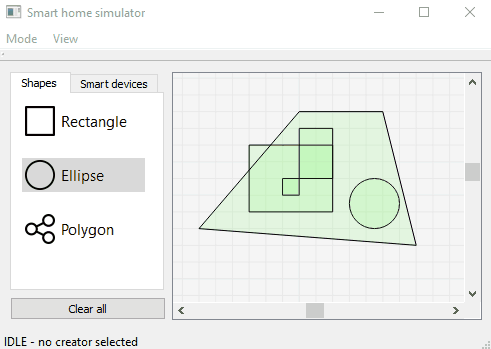 Smart home simulator
Mode View
Shapes Smart devices
Rectangle
Ellipse
Polygon
Clear all
IDLE - no creator selected